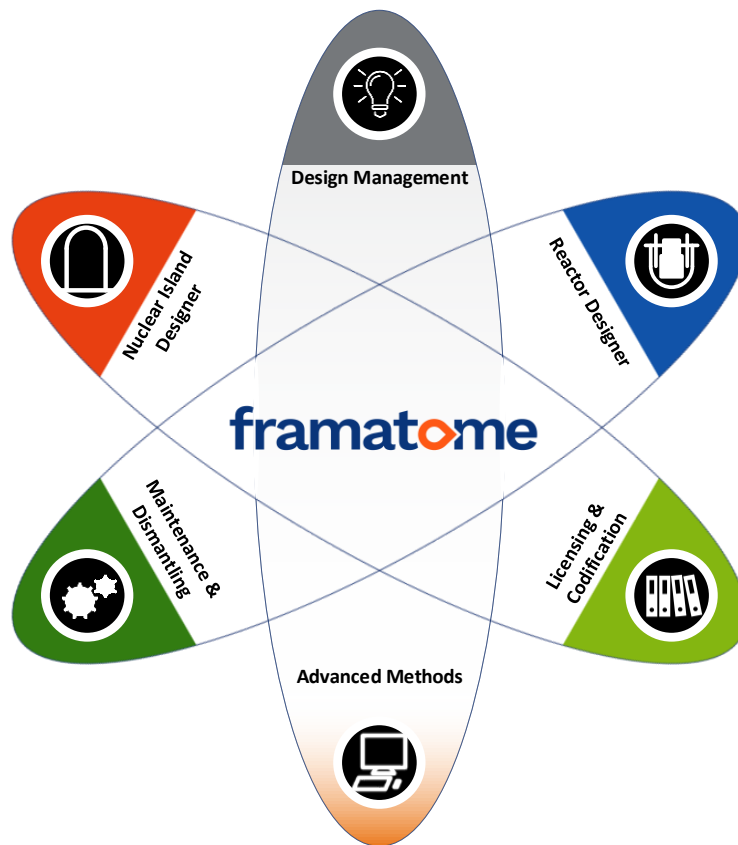 Design Management
Nuclear Island
Designer
Reactor Designer
framatome
Maintenance &
Dismantling
Licensing &
Codification
Advanced Methods